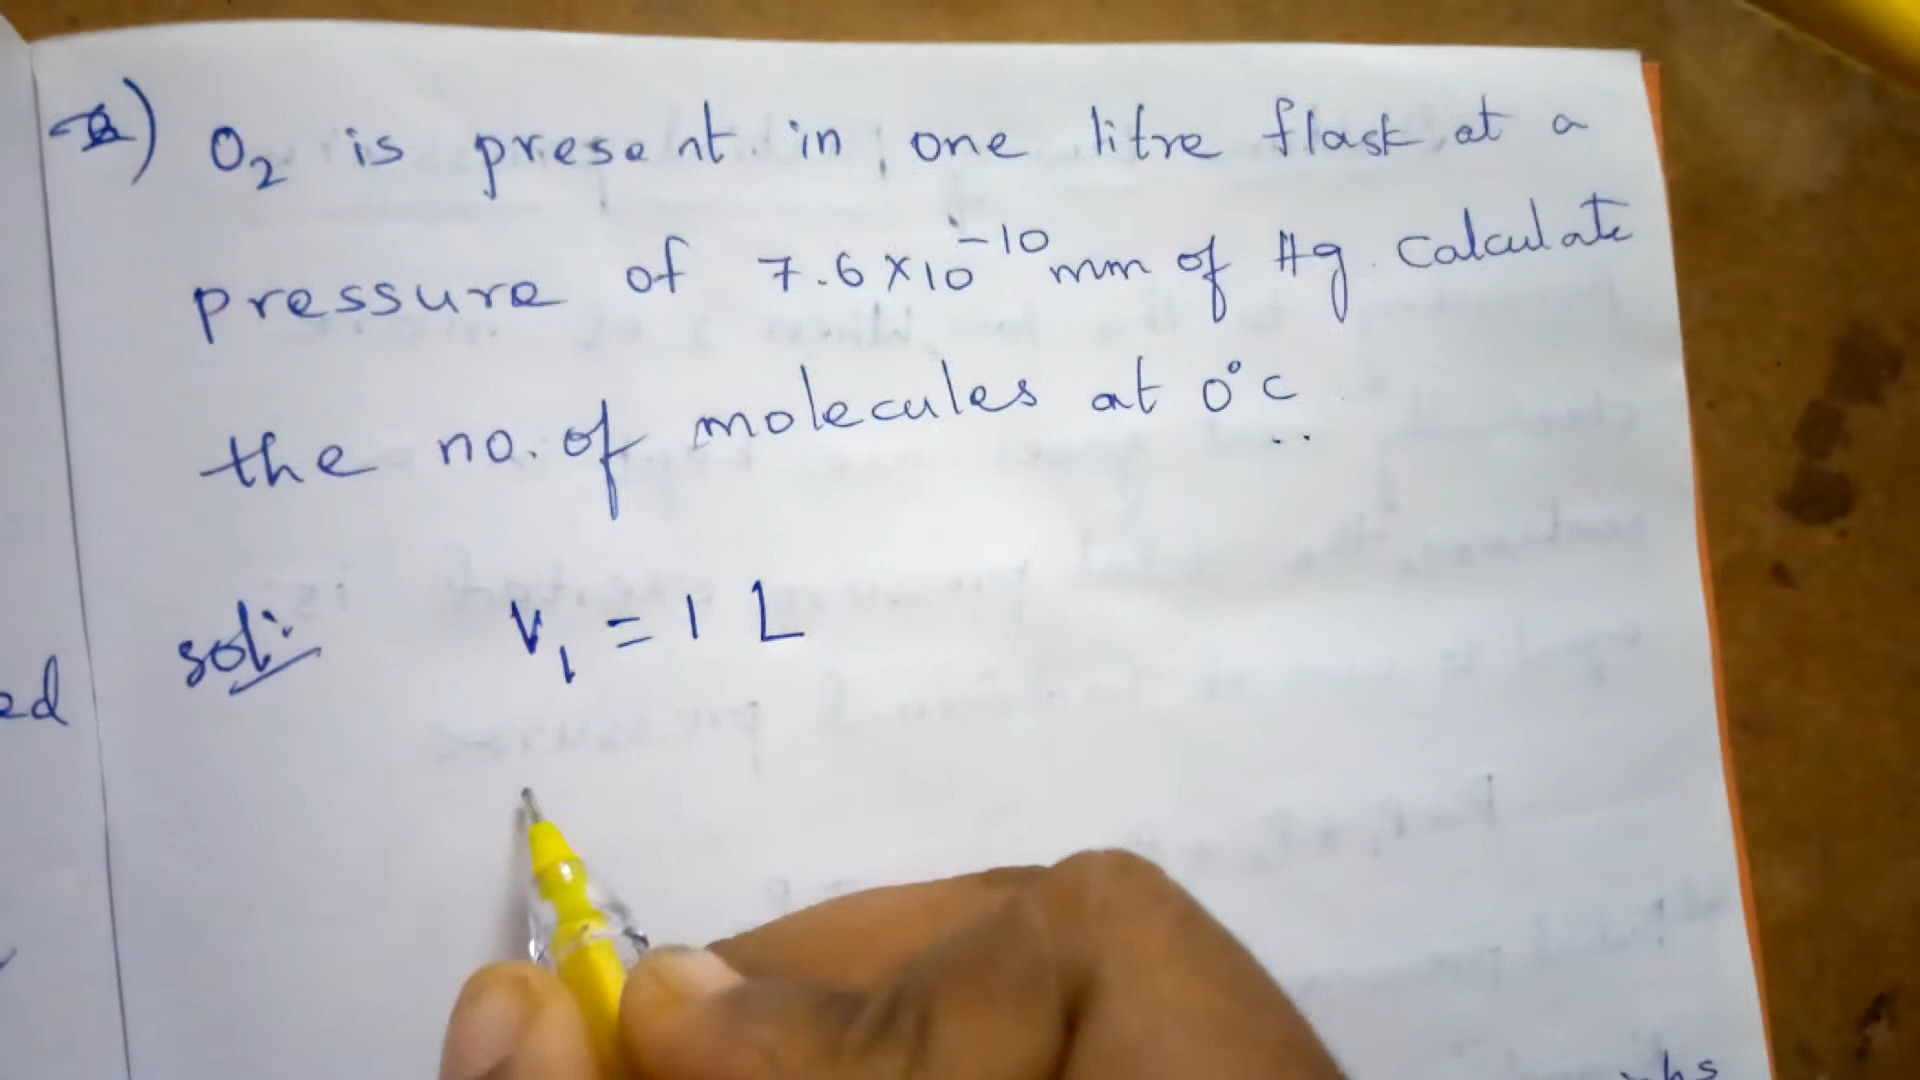 Q) O₂ is present in one litre flask at a
pressure of 7.6×10⁻¹⁰ mm of Hg. Calculate
the no. of molecules at 0°C.
sol:- V₁ = 1 L
ed